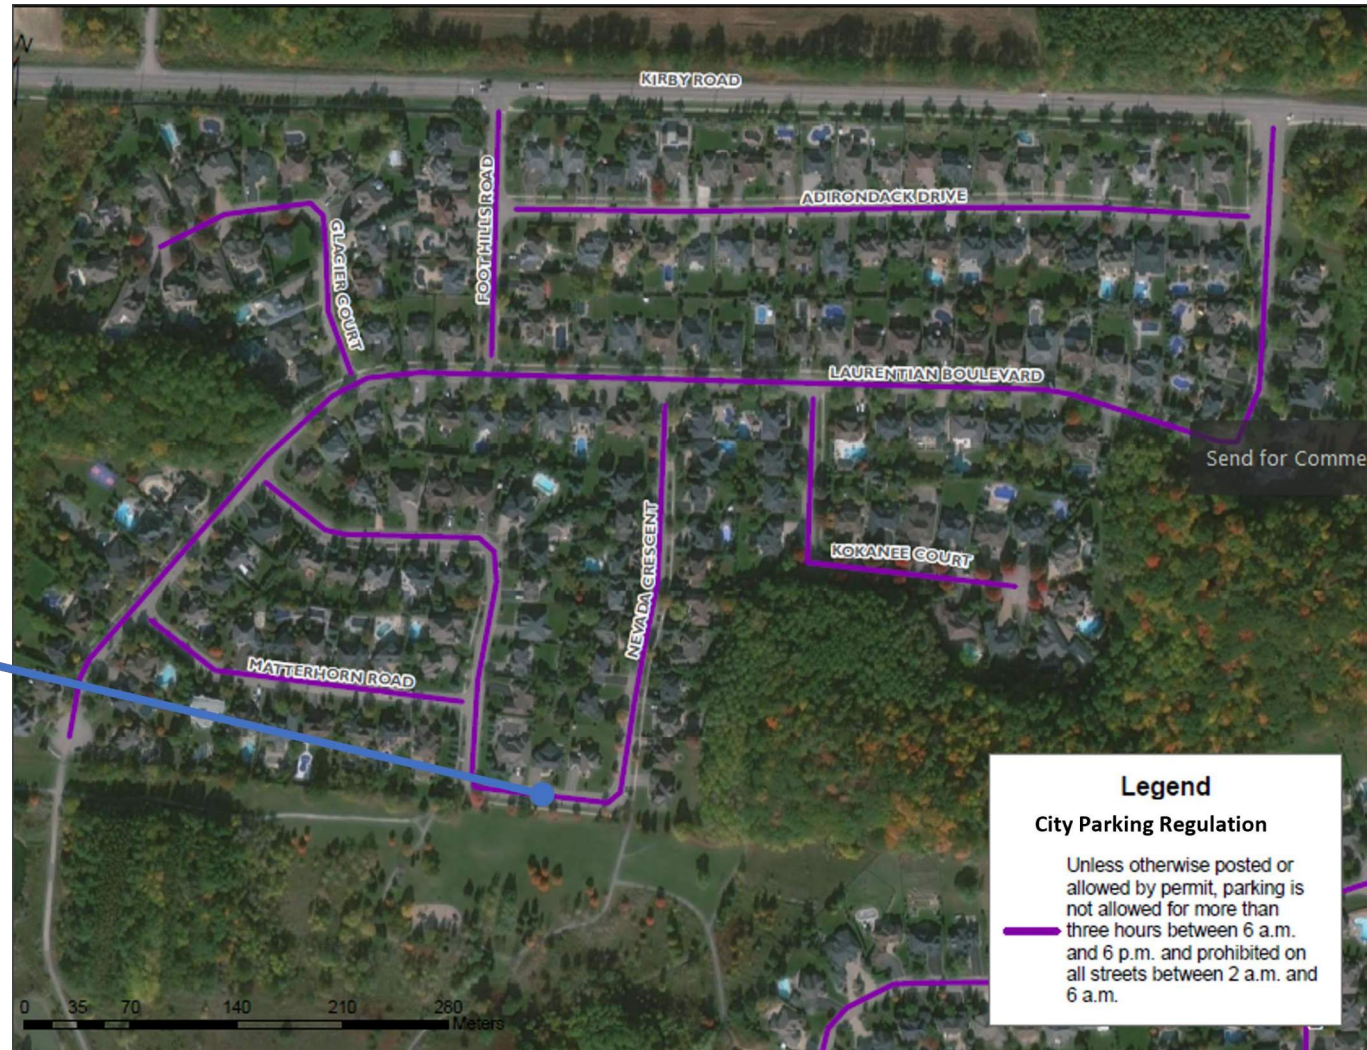 N
KIRBY ROAD
ADIRONDACK DRIVE
FOOTHILLS ROAD
GLACIER COURT
LAURENTIAN BOULEVARD
Send for Comme
NEVADA CRESCENT
KOKANEE COURT
MATTERHORN ROAD
Legend
City Parking Regulation
Unless otherwise posted or
allowed by permit, parking is
not allowed for more than
three hours between 6 a.m.
and 6 p.m. and prohibited on
all streets between 2 a.m. and
6 a.m.
0 35 70 140 210 280
Meters